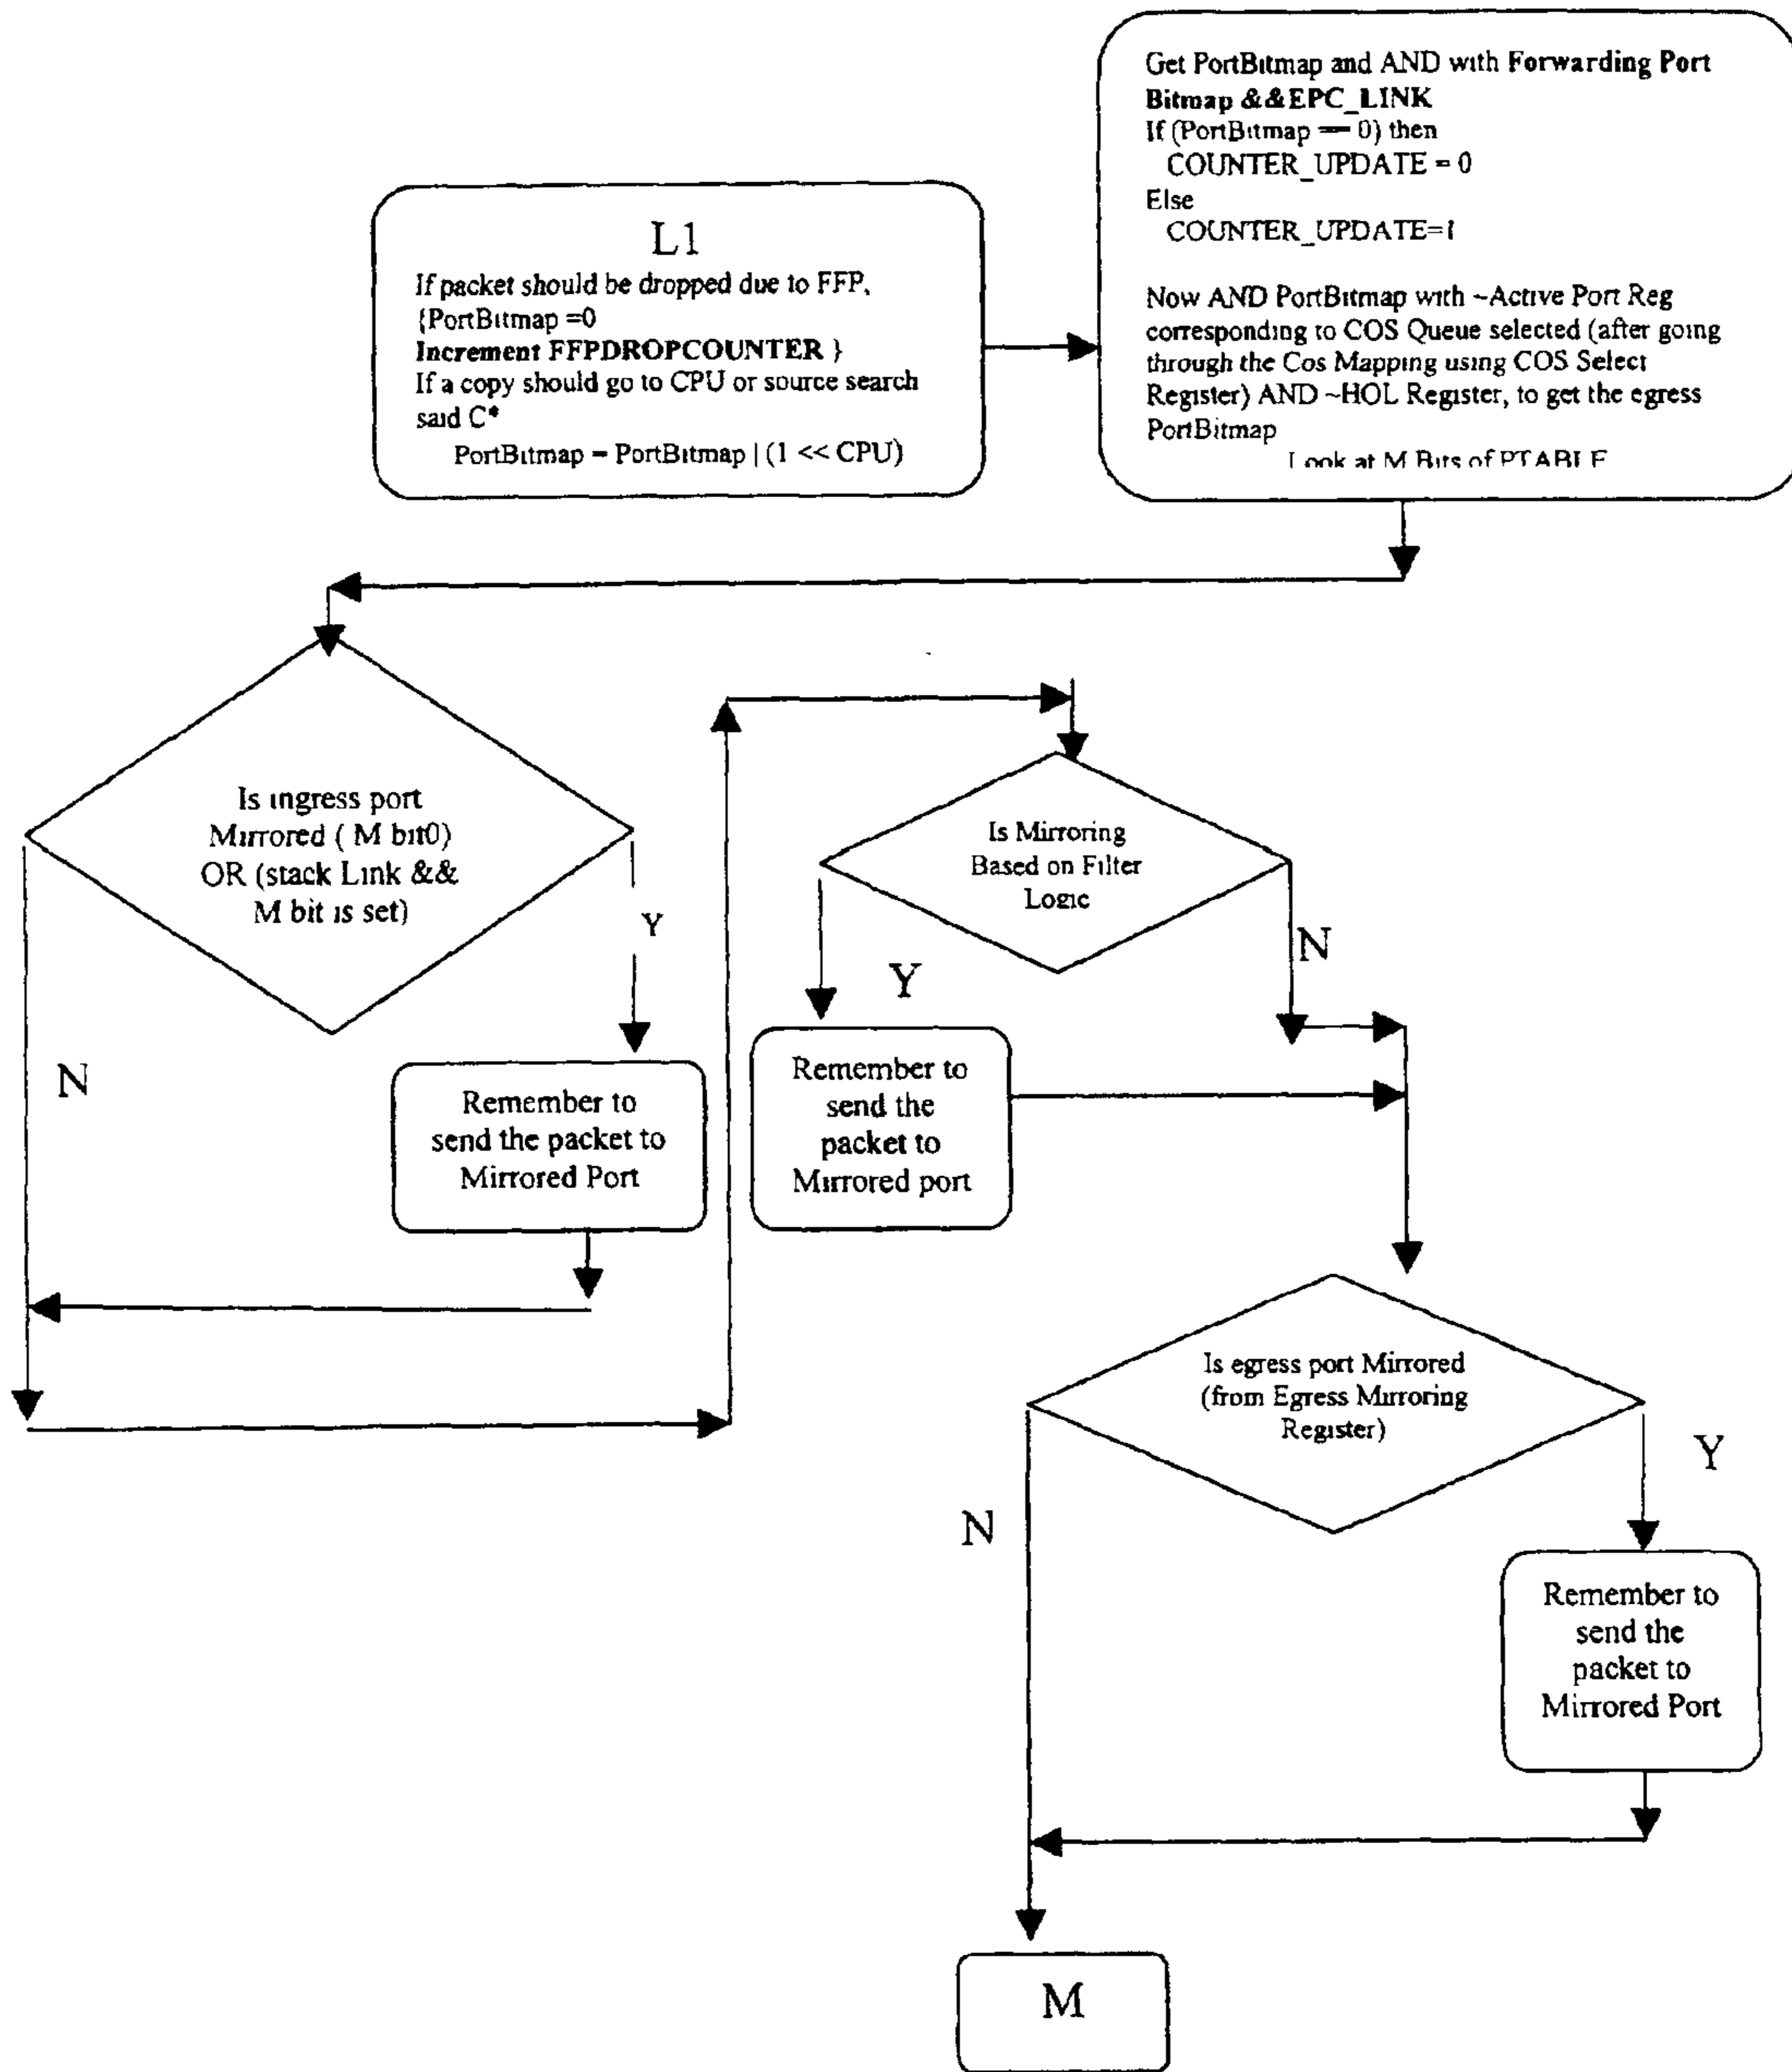 L1
If packet should be dropped due to FFP,
{PortBitmap =0
Increment FFPDROPCOUNTER }
If a copy should go to CPU or source search
said C*
PortBitmap = PortBitmap | (1 << CPU)
Get PortBitmap and AND with Forwarding Port
Bitmap &&EPC_LINK
If (PortBitmap == 0) then
COUNTER_UPDATE = 0
Else
COUNTER_UPDATE=1
Now AND PortBitmap with ~Active Port Reg
corresponding to COS Queue selected (after going
through the Cos Mapping using COS Select
Register) AND ~HOL Register, to get the egress
PortBitmap
Look at M Bits of PTABLE
Is ingress port
Mirrored ( M bit0)
OR (stack Link &&
M bit is set)
Y
N
Remember to
send the packet to
Mirrored Port
Is Mirroring
Based on Filter
Logic
N
Y
Remember to
send the
packet to
Mirrored port
Is egress port Mirrored
(from Egress Mirroring
Register)
Y
N
Remember to
send the
packet to
Mirrored Port
M